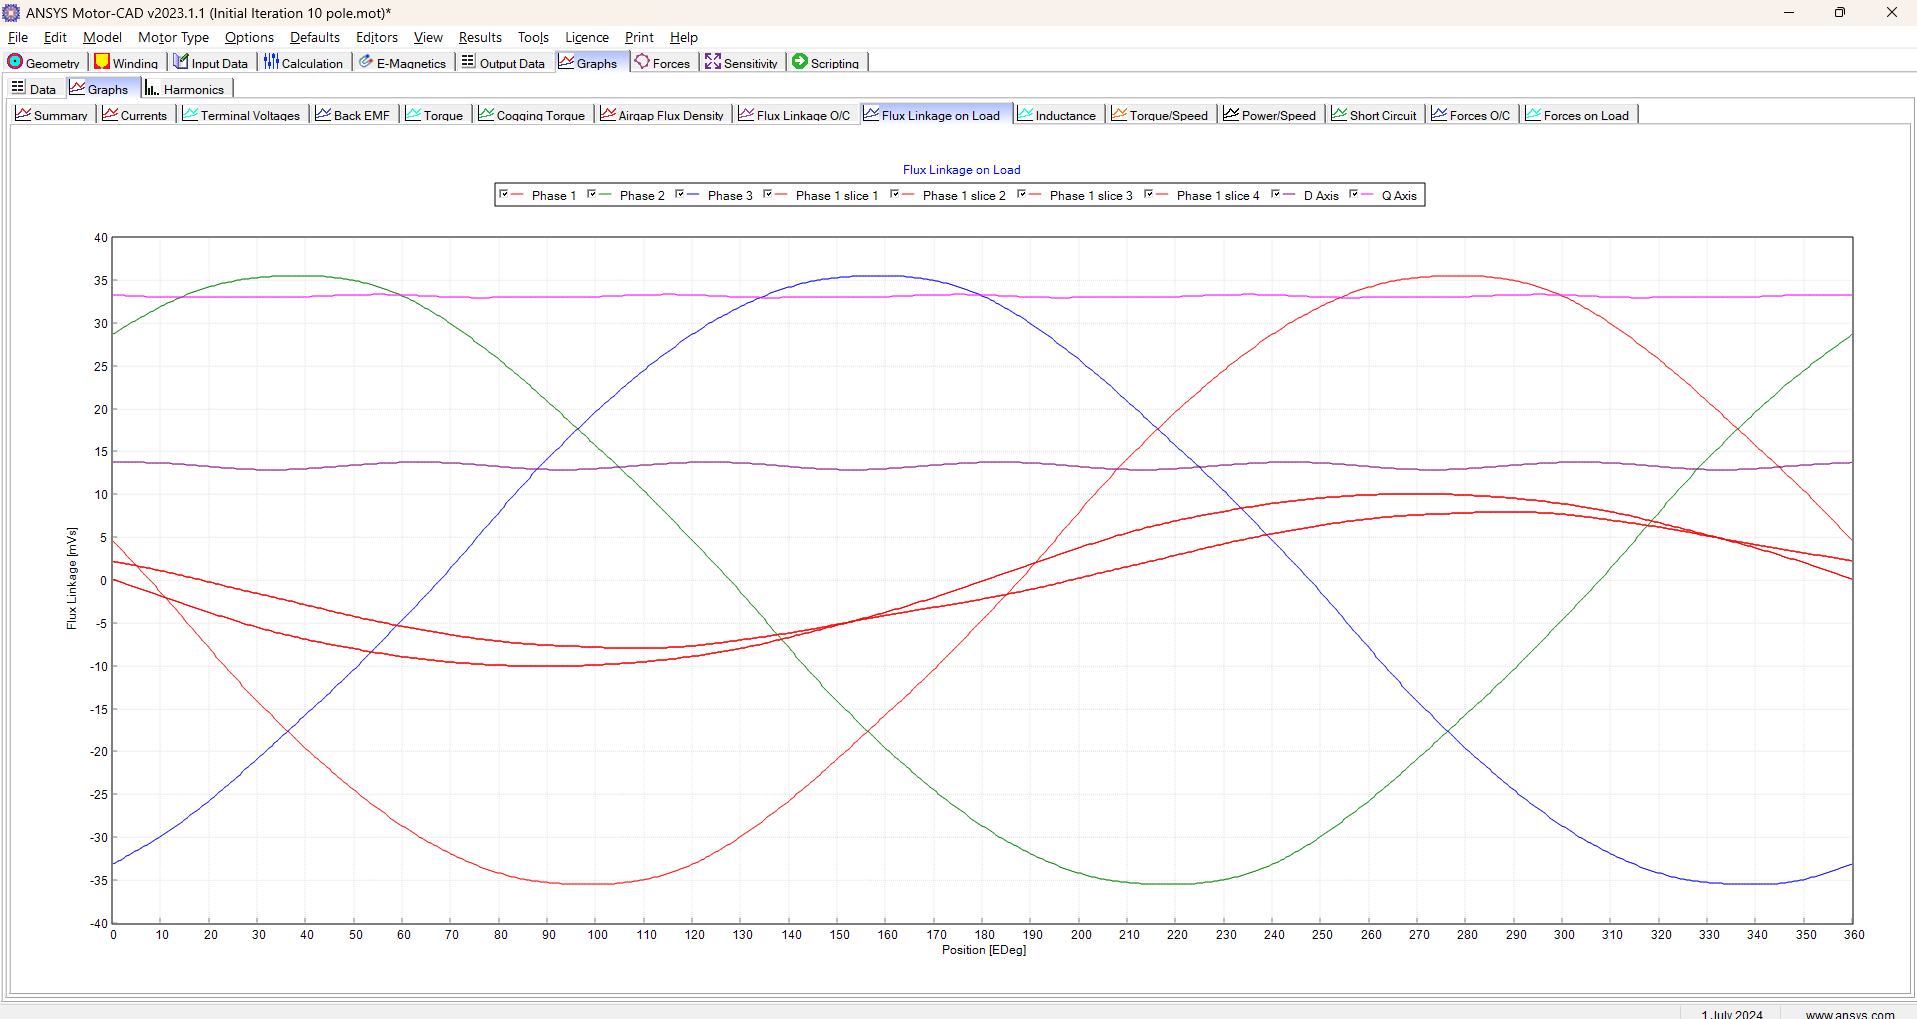 ANSYS Motor-CAD v2023.1.1 (Initial Iteration 10 pole.mot)*
File Edit Model Motor Type Options Defaults Editors View Results Tools Licence Print Help
Geometry Winding Input Data Calculation E-Magnetics Output Data Graphs Forces Sensitivity Scripting
Data Graphs Harmonics
Summary Currents Terminal Voltages Back EMF Torque Cogging Torque Airgap Flux Density Flux Linkage O/C Flux Linkage on Load Inductance Torque/Speed Power/Speed Short Circuit Forces O/C Forces on Load
Flux Linkage on Load
Phase 1 Phase 2 Phase 3 Phase 1 slice 1 Phase 1 slice 2 Phase 1 slice 3 Phase 1 slice 4 D Axis Q Axis
40
35
30
25
20
15
10
5
0
-5
-10
-15
-20
-25
-30
-35
-40
Flux Linkage [mVs]
0 10 20 30 40 50 60 70 80 90 100 110 120 130 140 150 160 170 180 190 200 210 220 230 240 250 260 270 280 290 300 310 320 330 340 350 360
Position [EDeg]
1 July 2024 www.ansys.com